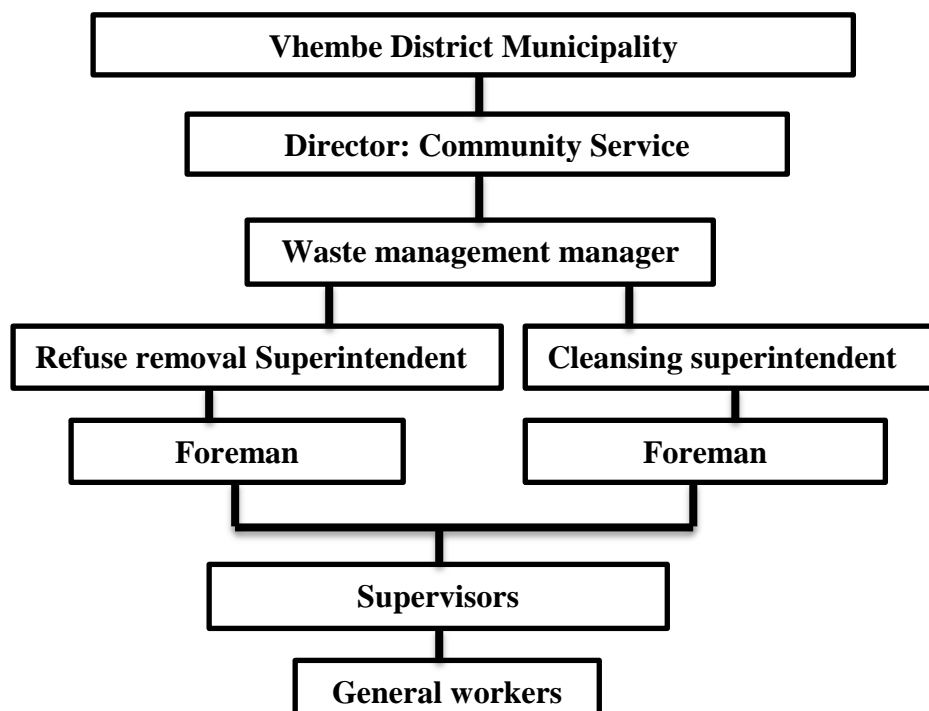 Vhembe District Municipality
Director: Community Service
Waste management manager
Refuse removal Superintendent
Cleansing superintendent
Foreman
Foreman
Supervisors
General workers